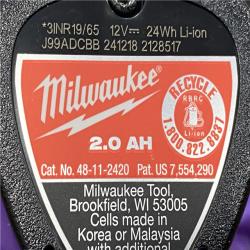 *3INR19/65 12V⎓ 24Wh Li-ion
J99ADCBB 241218 2128517
Milwaukee®
RECYCLE
RBRC
Li-ion
1.800.822.8837
2.0 AH
Cat. No. 48-11-2420 Pat. US 7,554,290
Milwaukee Tool,
Brookfield, WI 53005
Cells made in
Korea or Malaysia
with additional